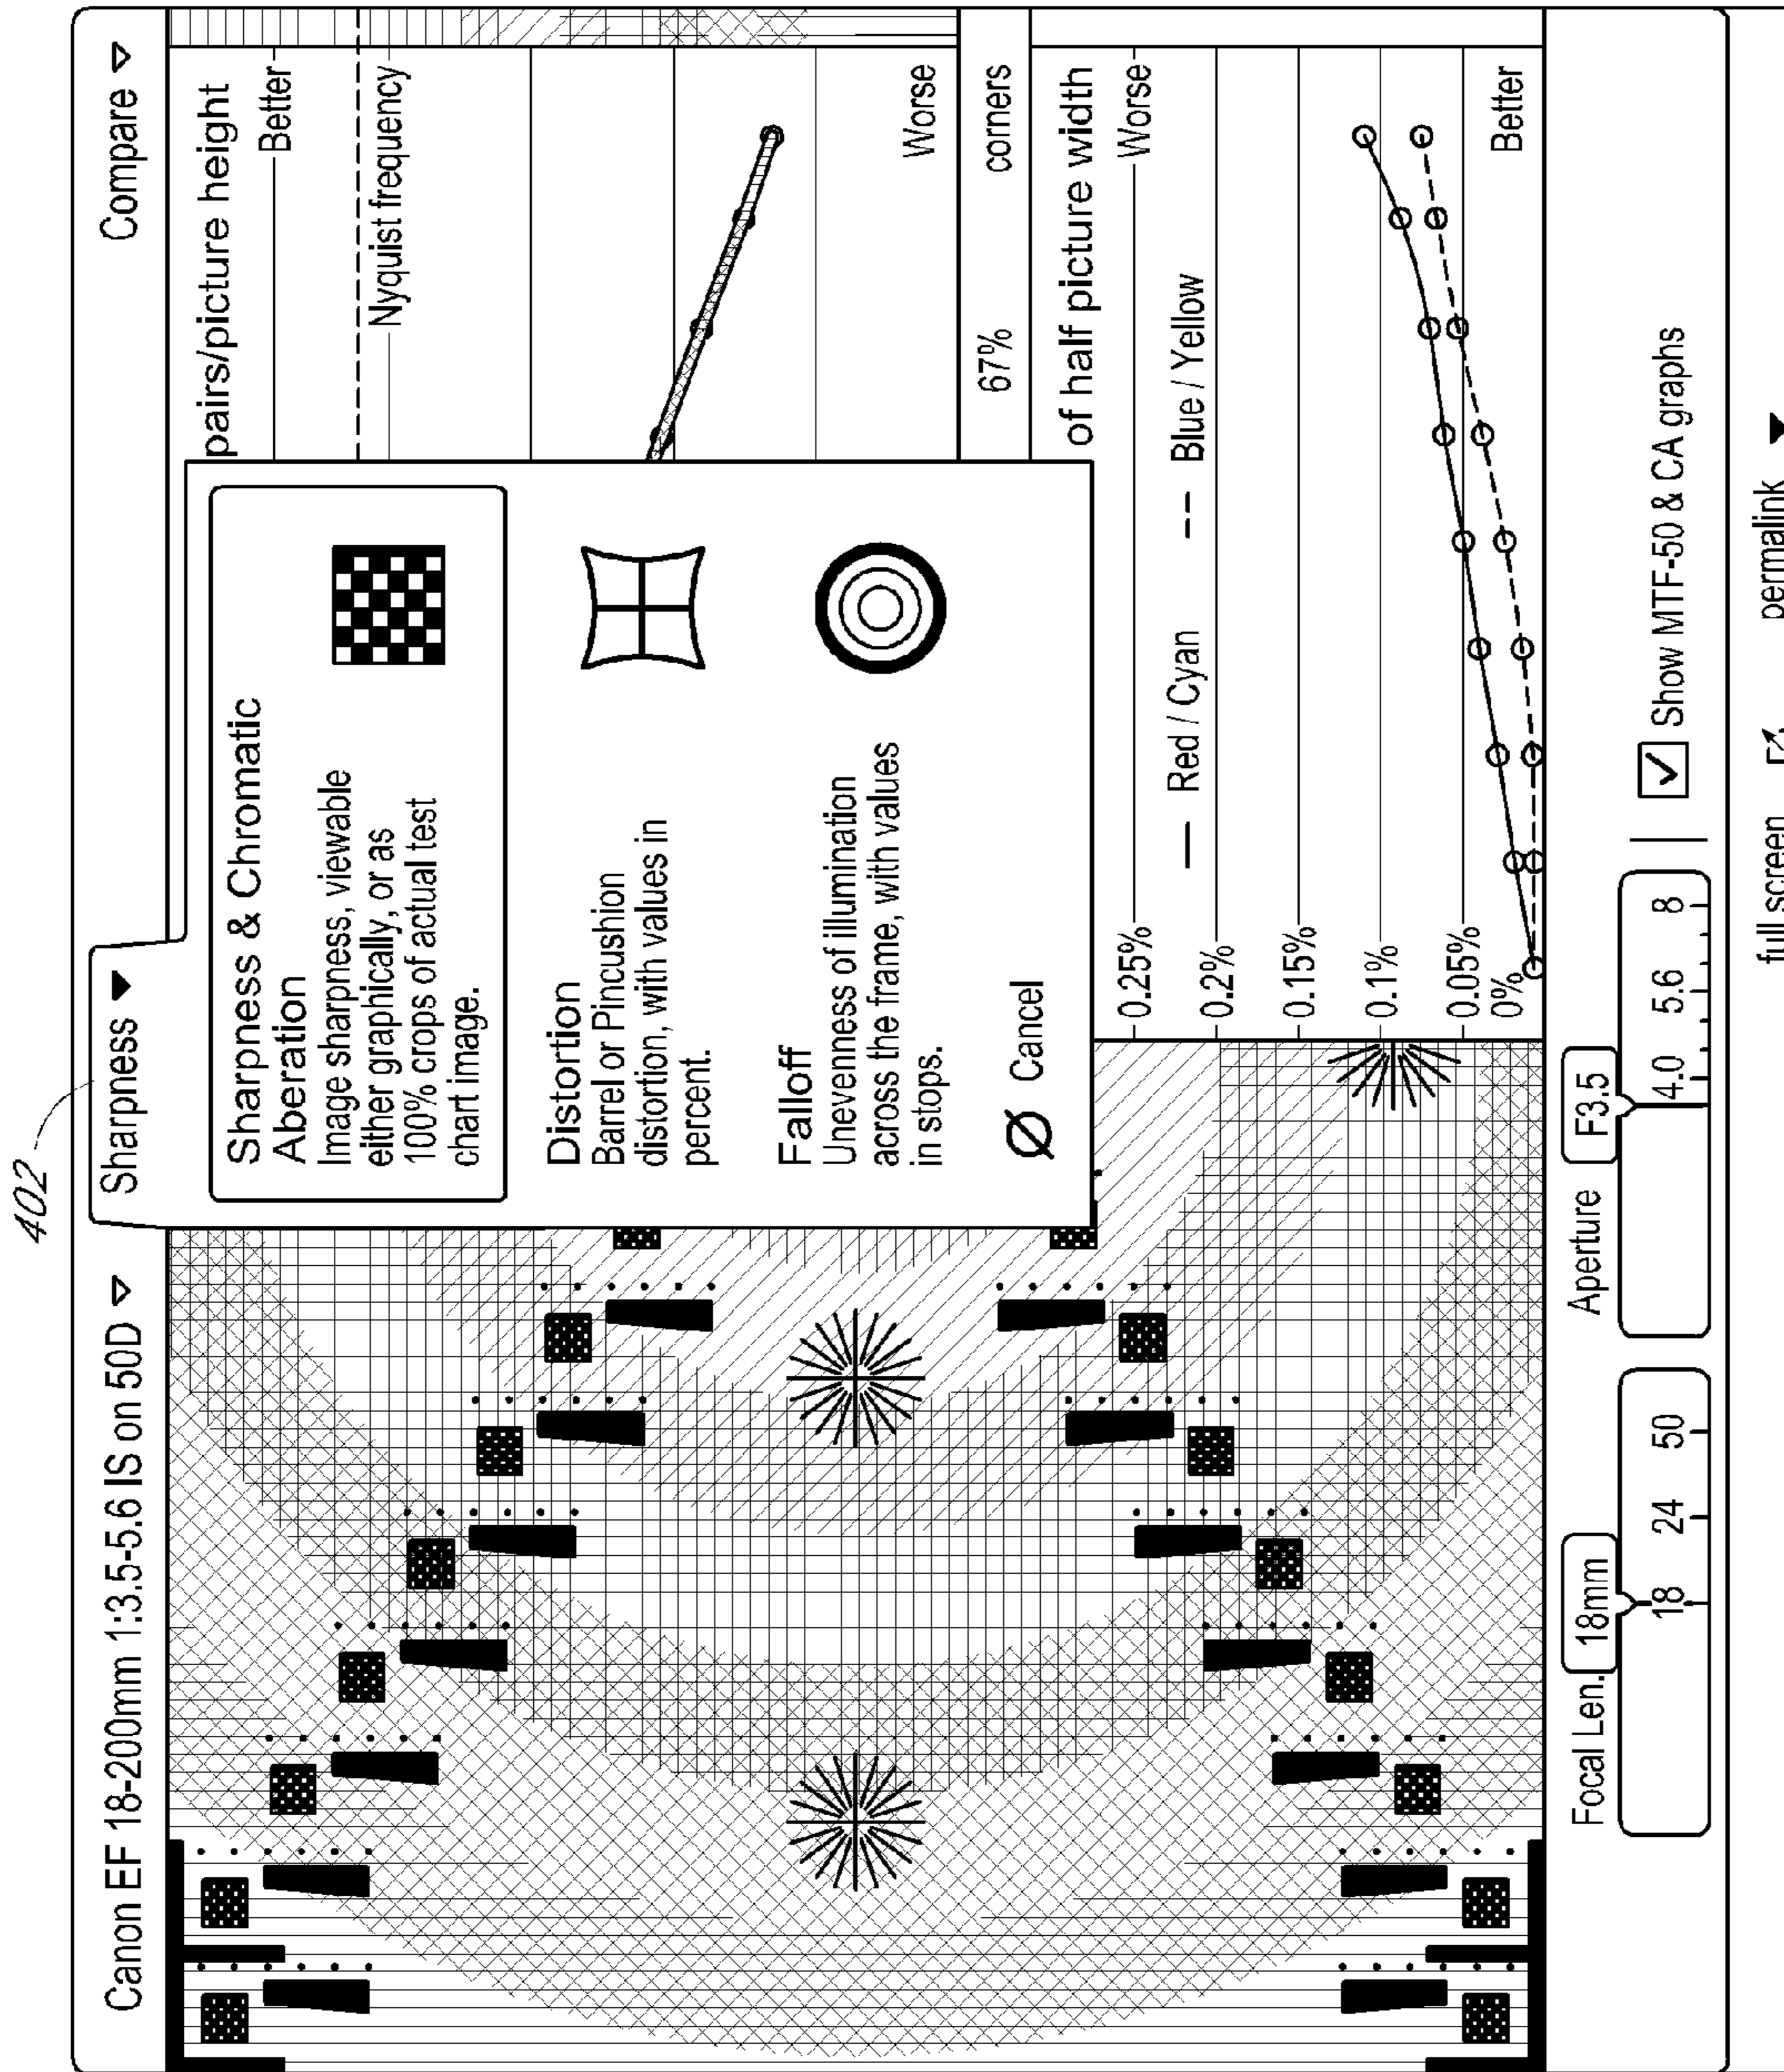 402
Canon EF 18-200mm 1:3.5-5.6 IS on 50D
Sharpness
Compare
Sharpness & Chromatic
Aberation
Image sharpness, viewable
either graphically, or as
100% crops of actual test
chart image.
Distortion
Barrel or Pincushion
distortion, with values in
percent.
Falloff
Unevenness of illumination
across the frame, with values
in stops.
Cancel
pairs/picture height
Better
Nyquist frequency
Worse
67% corners
of half picture width
0.25% Worse
0.2%
Red / Cyan Blue / Yellow
0.15%
0.1%
0.05%
0% Better
Focal Len. 18mm
18 24 50
Aperture F3.5
4.0 5.6 8
Show MTF-50 & CA graphs
full screen permalink